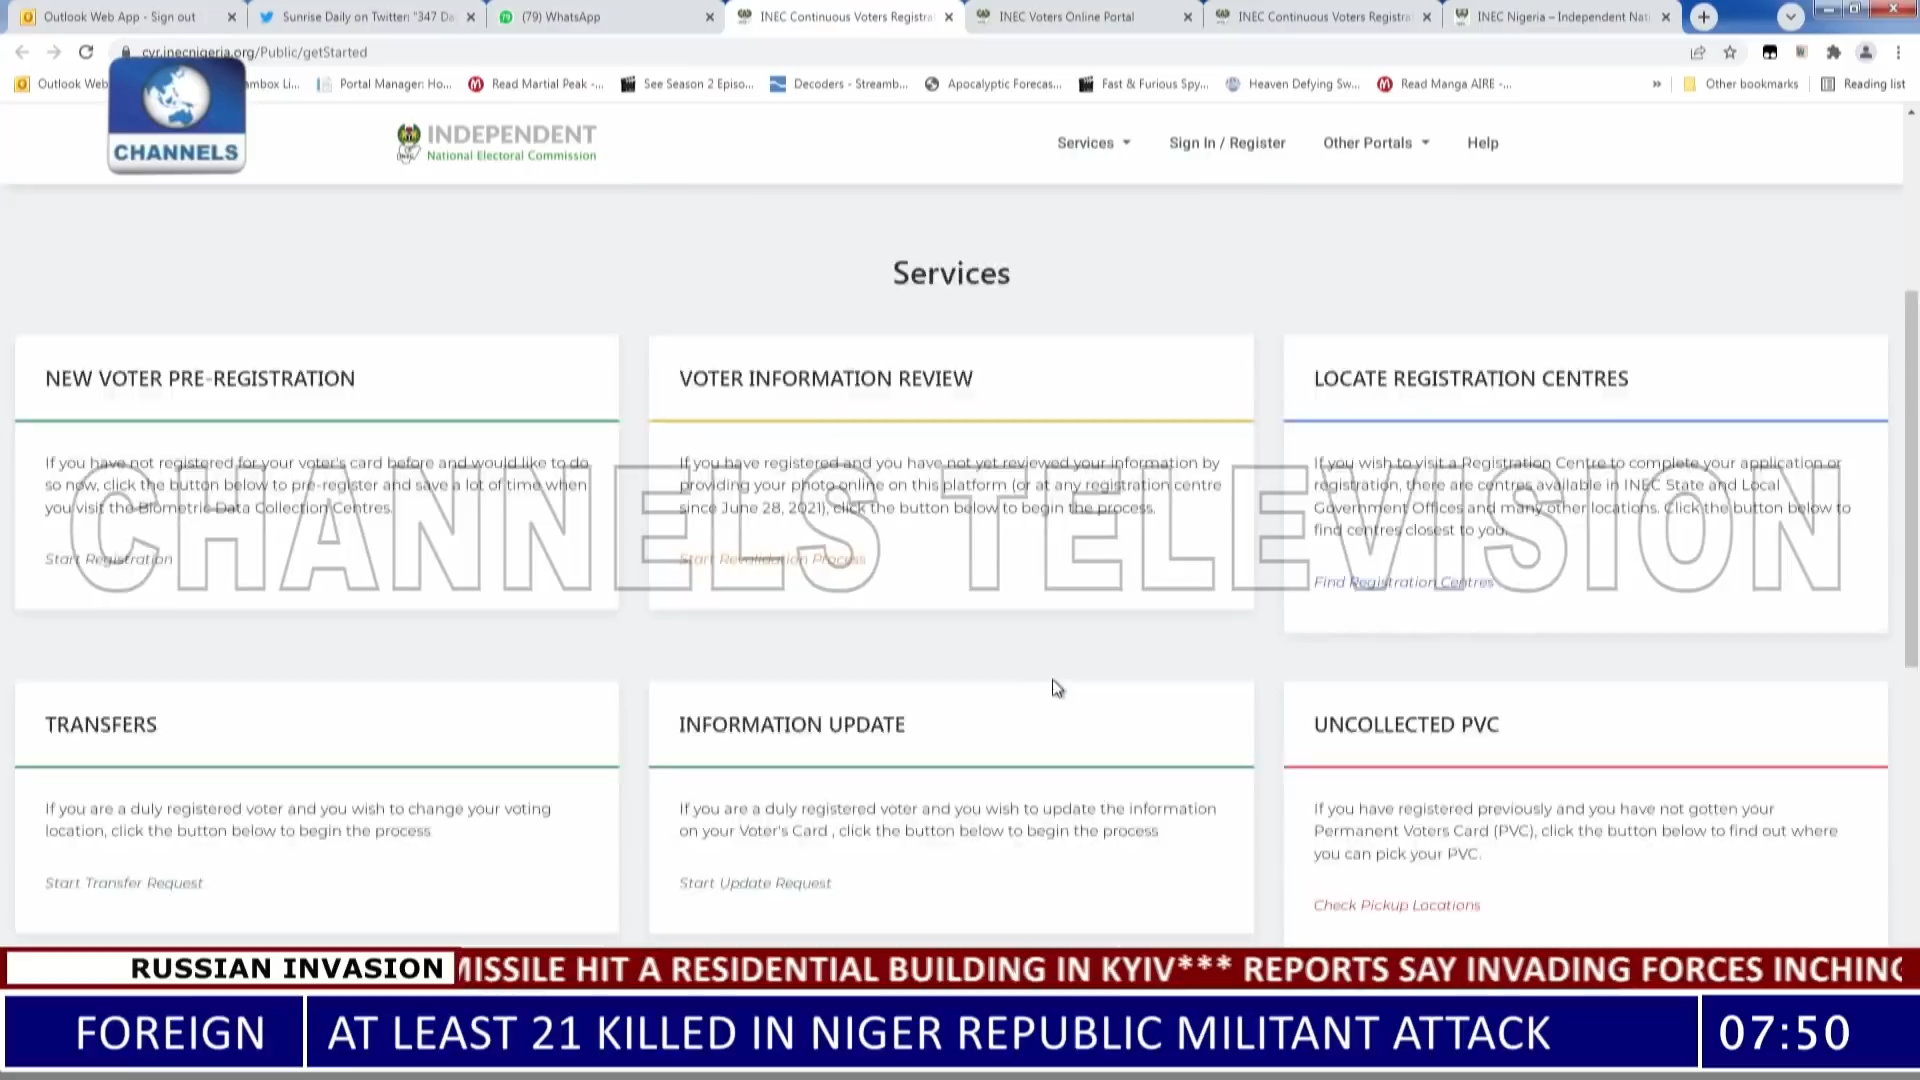 Outlook Web App - Sign out
Sunrise Daily on Twitter: "347 Da
(79) WhatsApp
INEC Continuous Voters Registra
INEC Voters Online Portal
INEC Continuous Voters Registra
INEC Nigeria – Independent Nati
cvr.inecnigeria.org/Public/getStarted
Outlook Web
mbox Li...
Portal Manager: Ho...
Read Martial Peak -...
See Season 2 Episo...
Decoders - Streamb...
Apocalyptic Forecas...
Fast & Furious Spy...
Heaven Defying Sw...
Read Manga AIRE -...
»
Other bookmarks
Reading list
CHANNELS
INDEPENDENT
National Electoral Commission
Services
Sign In / Register
Other Portals
Help
Services
NEW VOTER PRE-REGISTRATION
If you have not registered for your voter's card before and would like to do
so now, click the button below to pre-register and save a lot of time when
you visit the Biometric Data Collection Centres.
Start Registration
VOTER INFORMATION REVIEW
If you have registered and you have not yet reviewed your information by
providing your photo online on this platform (or at any registration centre
since June 28, 2021), click the button below to begin the process.
Start Revalidation Process
LOCATE REGISTRATION CENTRES
If you wish to visit a Registration Centre to complete your application or
registration, there are centres available in INEC State and Local
Government Offices and many other locations. Click the button below to
find centres closest to you.
Find Registration Centres
CHANNELS TELEVISION
TRANSFERS
If you are a duly registered voter and you wish to change your voting
location, click the button below to begin the process
Start Transfer Request
INFORMATION UPDATE
If you are a duly registered voter and you wish to update the information
on your Voter's Card , click the button below to begin the process
Start Update Request
UNCOLLECTED PVC
If you have registered previously and you have not gotten your
Permanent Voters Card (PVC), click the button below to find out where
you can pick your PVC.
Check Pickup Locations
RUSSIAN INVASION
MISSILE HIT A RESIDENTIAL BUILDING IN KYIV*** REPORTS SAY INVADING FORCES INCHING
FOREIGN
AT LEAST 21 KILLED IN NIGER REPUBLIC MILITANT ATTACK
07:50